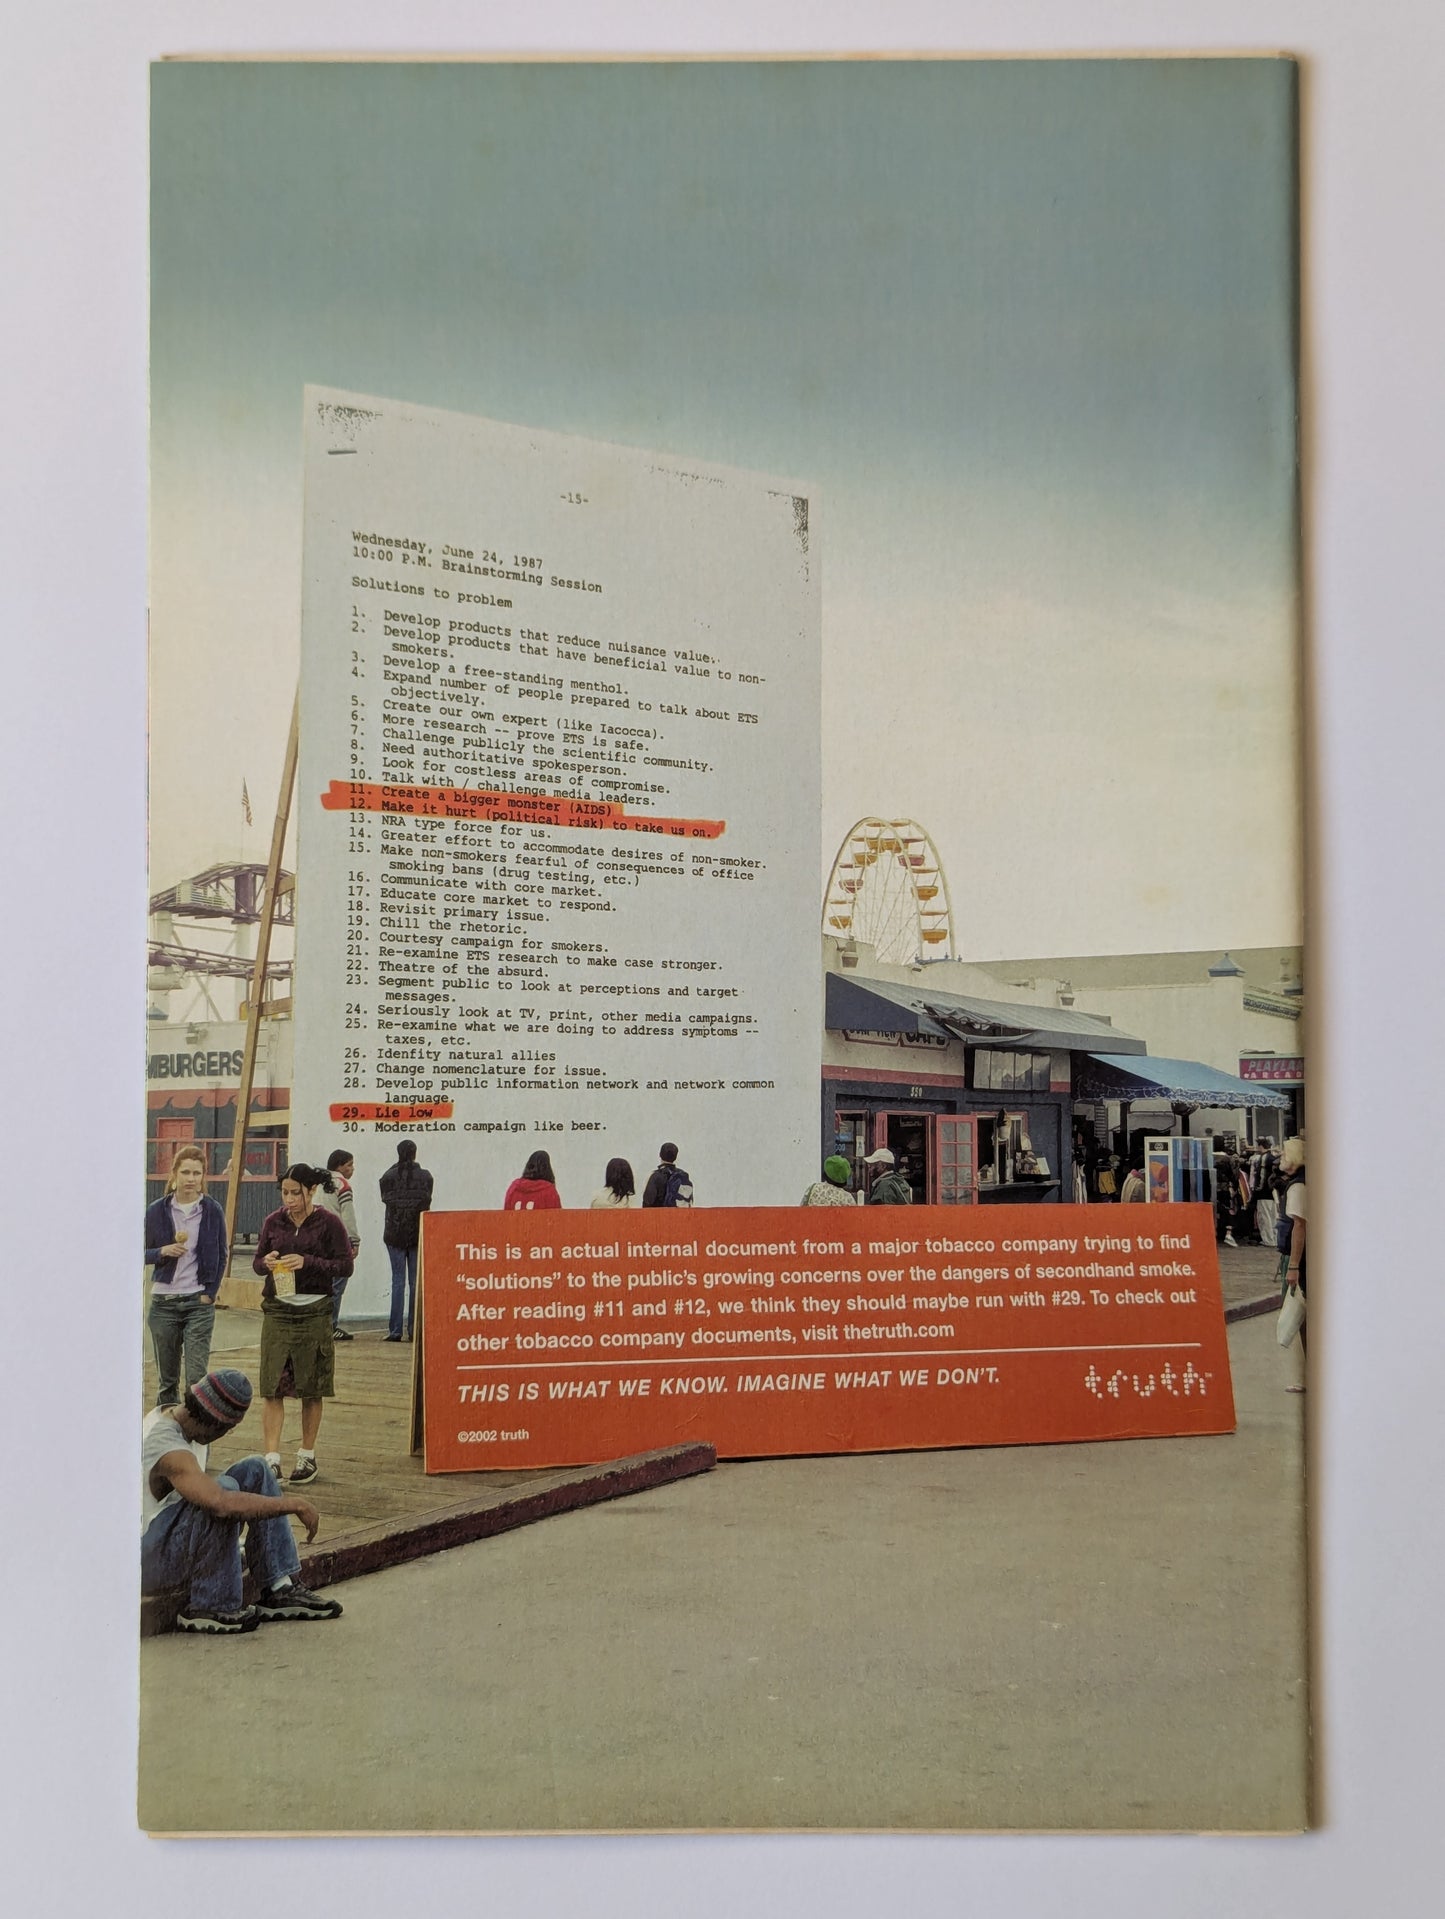 -15-
Wednesday, June 24, 1987
10:00 P.M. Brainstorming Session
Solutions to problem
1. Develop products that reduce nuisance value.
2. Develop products that have beneficial value to non-
smokers.
3. Develop a free-standing menthol.
4. Expand number of people prepared to talk about ETS
objectively.
5. Create our own expert (like Iacocca).
6. More research -- prove ETS is safe.
7. Challenge publicly the scientific community.
8. Need authoritative spokesperson.
9. Look for costless areas of compromise.
10. Talk with / challenge media leaders.
11. Create a bigger monster (AIDS)
12. Make it hurt (political risk) to take us on.
13. NRA type force for us.
14. Greater effort to accommodate desires of non-smoker.
15. Make non-smokers fearful of consequences of office
smoking bans (drug testing, etc.)
16. Communicate with core market.
17. Educate core market to respond.
18. Revisit primary issue.
19. Chill the rhetoric.
20. Courtesy campaign for smokers.
21. Re-examine ETS research to make case stronger.
22. Theatre of the absurd.
23. Segment public to look at perceptions and target
messages.
24. Seriously look at TV, print, other media campaigns.
25. Re-examine what we are doing to address symptoms --
taxes, etc.
26. Idenfity natural allies
27. Change nomenclature for issue.
28. Develop public information network and network common
language.
29. Lie low
30. Moderation campaign like beer.
MBURGERS
CAFE
350
PLAYLAN
ARCAD
This is an actual internal document from a major tobacco company trying to find
“solutions” to the public’s growing concerns over the dangers of secondhand smoke.
After reading #11 and #12, we think they should maybe run with #29. To check out
other tobacco company documents, visit thetruth.com
THIS IS WHAT WE KNOW. IMAGINE WHAT WE DON’T.
truth
©2002 truth